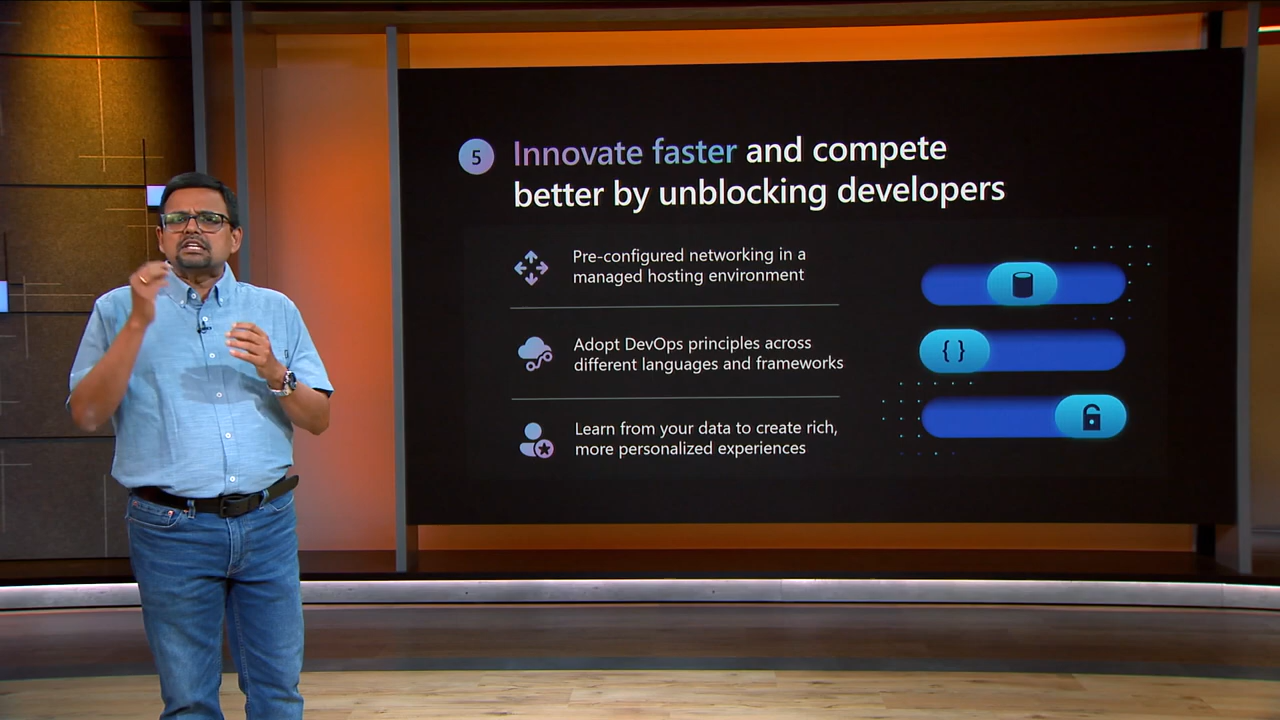 5
Innovate faster and compete
better by unblocking developers
Pre-configured networking in a
managed hosting environment
{}
Adopt DevOps principles across
different languages and frameworks
Learn from your data to create rich,
more personalized experiences